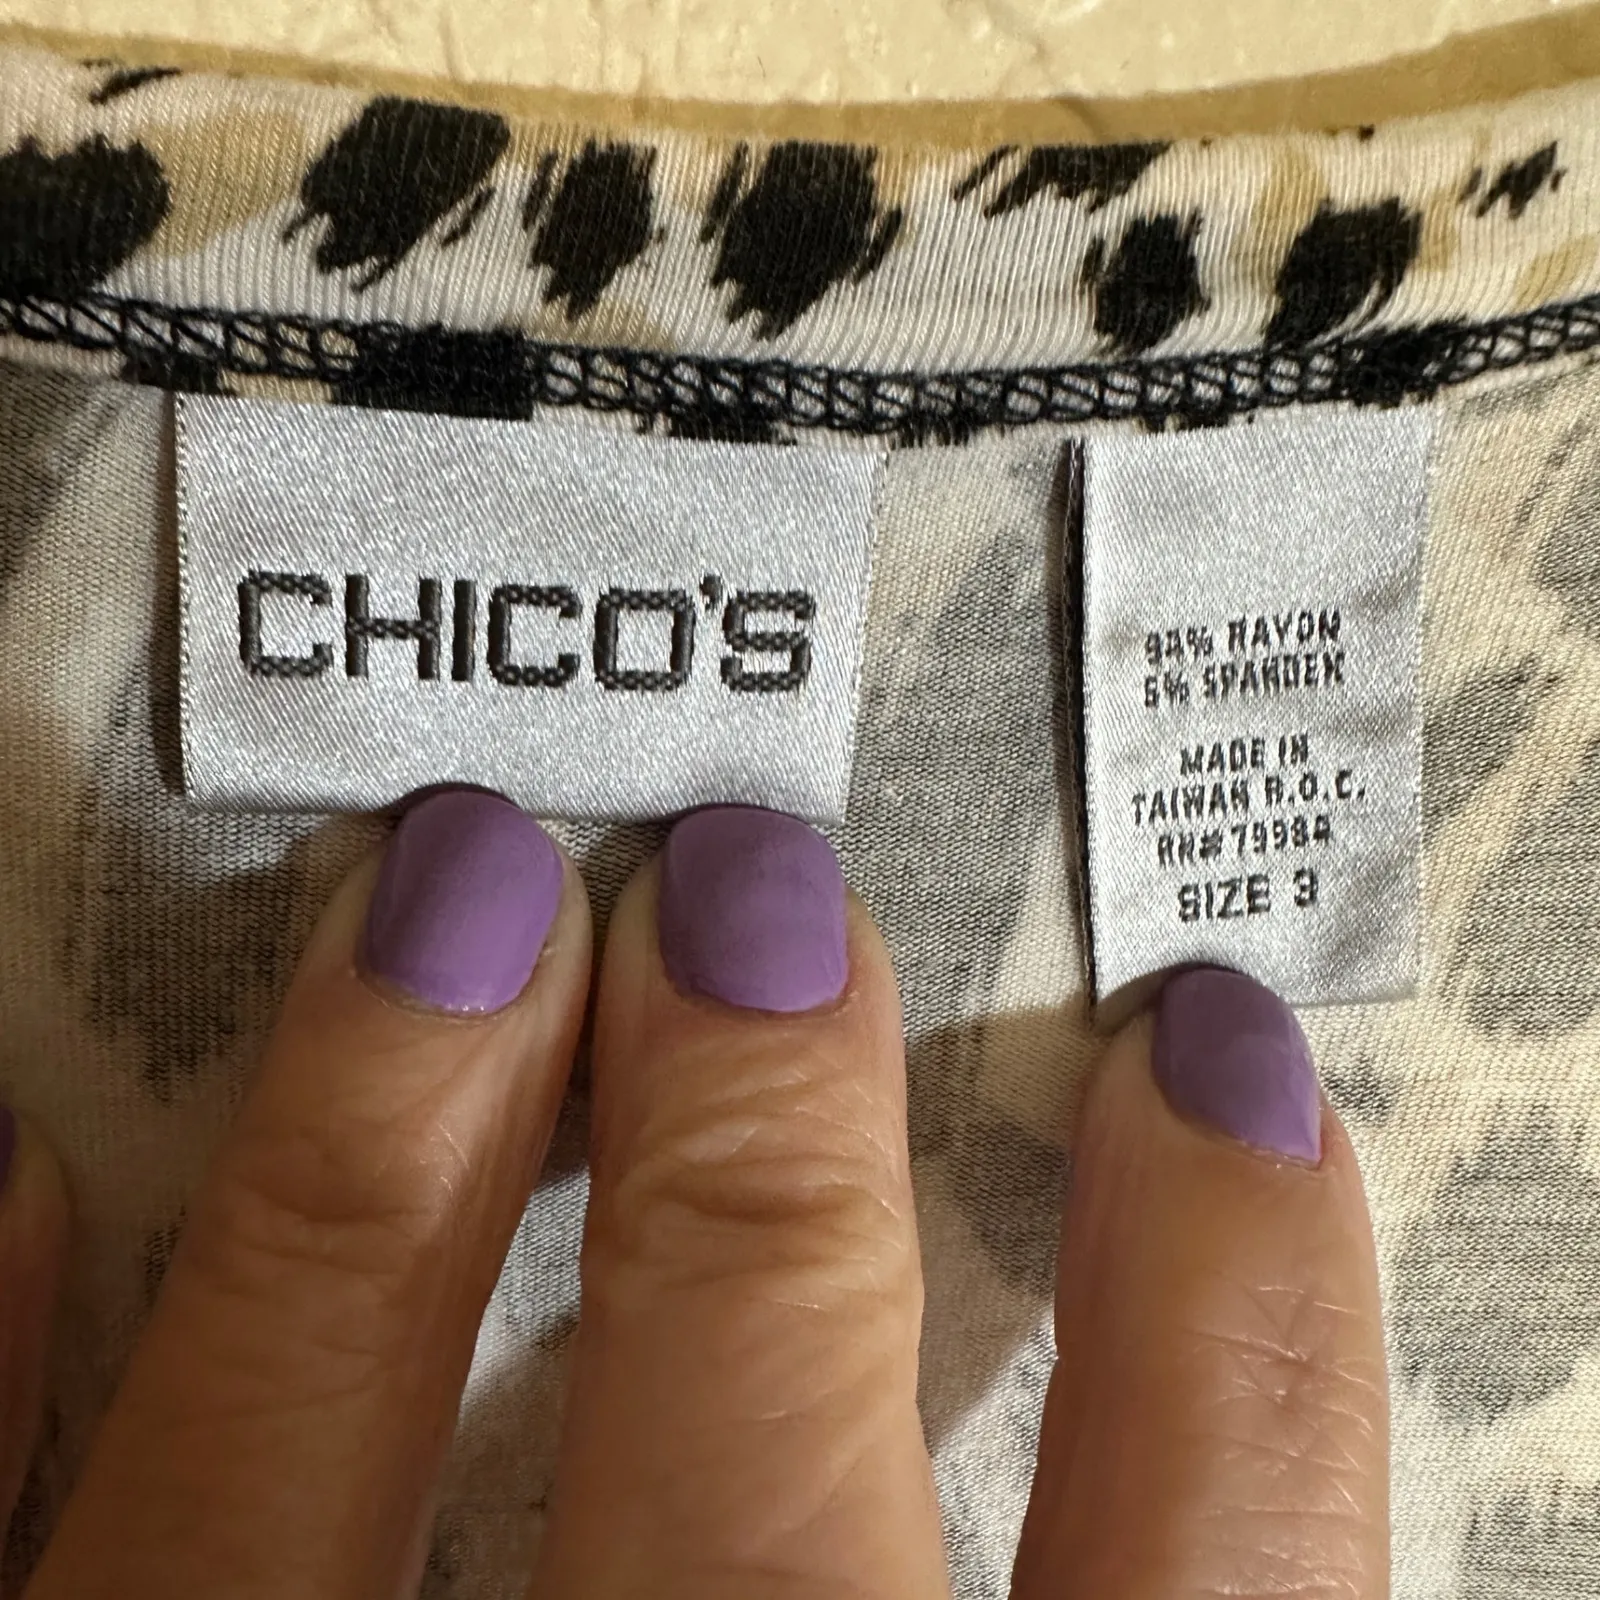 CHICO'S
94% RAYON
6% SPANDEX
MADE IN
TAIWAN R.O.C.
RN# 79984
SIZE 3